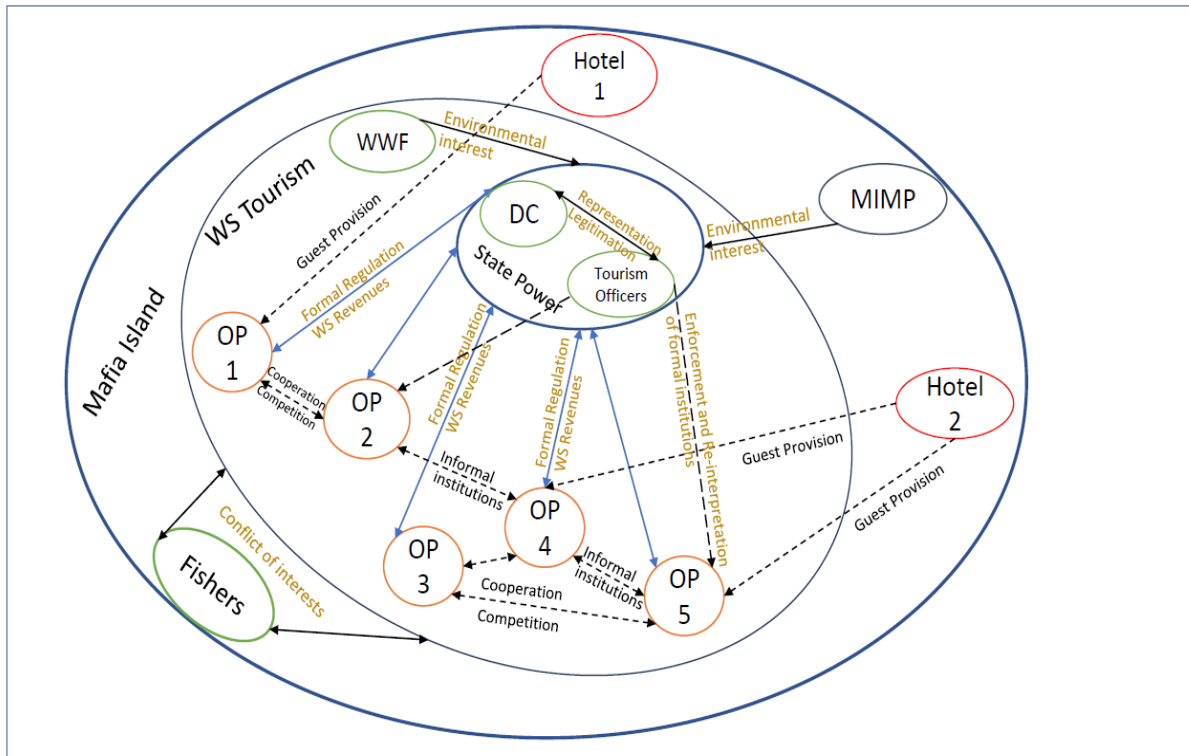 Hotel
1
WWF
Environmental
interest
WS Tourism
DC
Representation
Legitimation
MIMP
Environmental
interest
Guest Provision
State Power
Tourism
Officers
Mafia Island
Formal Regulation
WS Revenues
OP
1
Cooperation
Competition
OP
2
Formal Regulation
WS Revenues
Formal Regulation
WS Revenues
Enforcement and Re-interpretation
of formal institutions
Hotel
2
Guest Provision
Guest Provision
Informal
institutions
OP
4
Conflict of interests
Fishers
OP
3
Informal
institutions
Cooperation
Competition
OP
5